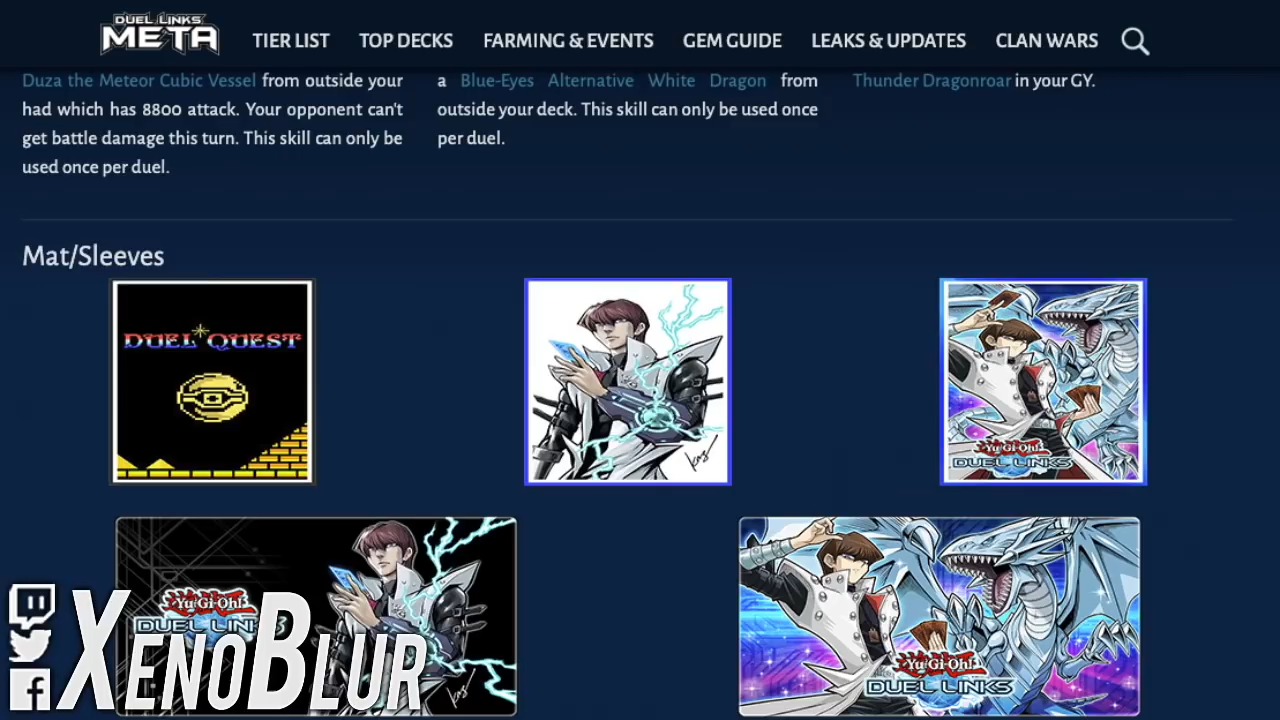 DUEL LINKS
META
TIER LIST TOP DECKS FARMING & EVENTS GEM GUIDE LEAKS & UPDATES CLAN WARS
Duza the Meteor Cubic Vessel from outside your
had which has 8800 attack. Your opponent can't
get battle damage this turn. This skill can only be
used once per duel.
a Blue-Eyes Alternative White Dragon from
outside your deck. This skill can only be used once
per duel.
Thunder Dragonroar in your GY.
Mat/Sleeves
DUEL QUEST
Kaz
Yu-Gi-Oh!
DUEL LINKS
Yu-Gi-Oh!
DUEL LINKS
Kaz
Yu-Gi-Oh!
DUEL LINKS
XENOBLUR